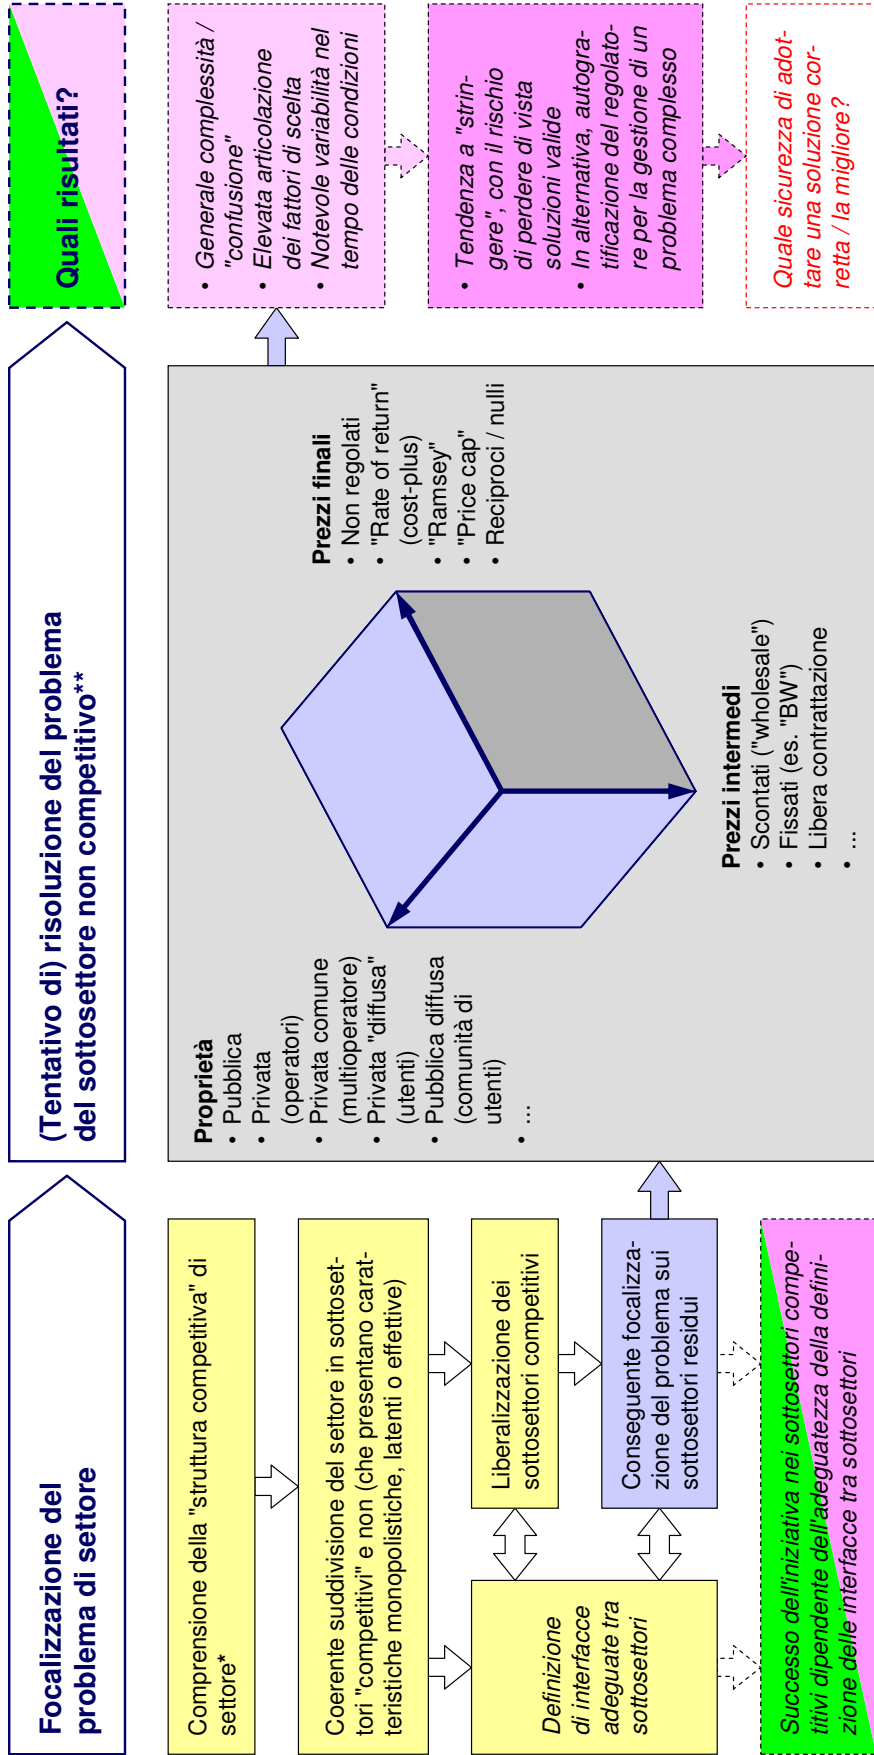 Focalizzazione del
problema di settore
Comprensione della "struttura competitiva" di
settore*
Coerente suddivisione del settore in sottoset-
tori "competitivi" e non (che presentano carat-
teristiche monopolistiche, latenti o effettive)
Definizione
di interfacce
adeguate tra
sottosettori
Liberalizzazione dei
sottosettori competitivi
Conseguente focalizza-
zione del problema sui
sottosettori residui
Successo dell'iniziativa nei sottosettori compe-
titivi dipendente dell'adeguatezza della defini-
zione delle interfacce tra sottosettori
(Tentativo di) risoluzione del problema
del sottosettore non competitivo**
Proprietà
• Pubblica
• Privata
(operatori)
• Privata comune
(multioperatore)
• Privata "diffusa"
(utenti)
• Pubblica diffusa
(comunità di
utenti)
• ...
Prezzi finali
• Non regolati
• "Rate of return"
(cost-plus)
• "Ramsey"
• "Price cap"
• Reciproci / nulli
Prezzi intermedi
• Scontati ("wholesale")
• Fissati (es. "BW")
• Libera contrattazione
• ...
Quali risultati?
• Generale complessità /
"confusione"
• Elevata articolazione
dei fattori di scelta
• Notevole variabilità nel
tempo delle condizioni
• Tendenza a "strin-
gere", con il rischio
di perdere di vista
soluzioni valide
• In alternativa, autogra-
tificazione del regolato-
re per la gestione di un
problema complesso
Quale sicurezza di adot-
tare una soluzione cor-
retta / la migliore?